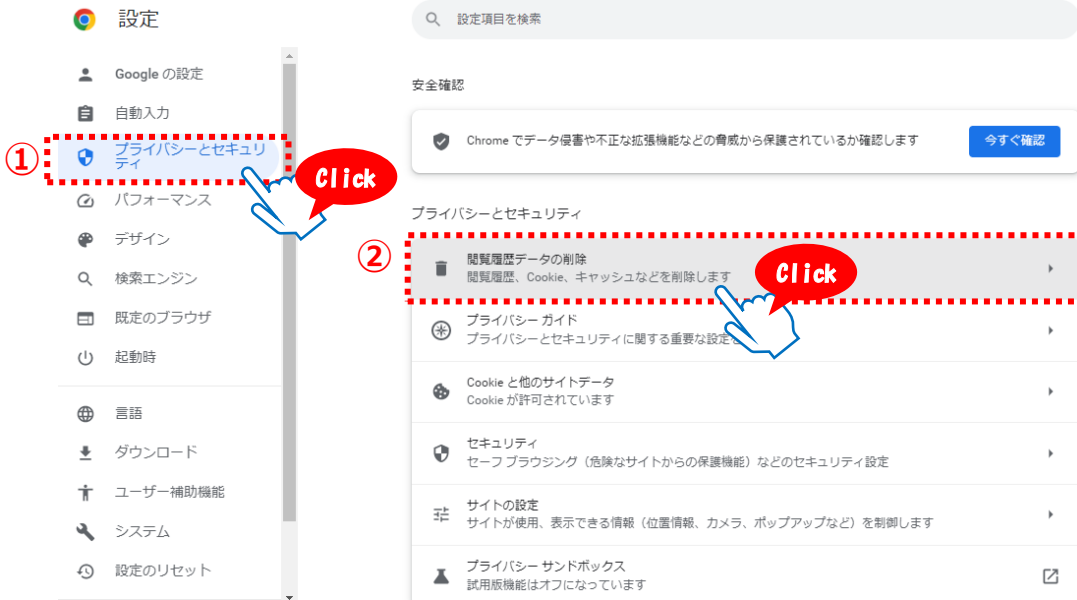 設定
設定項目を検索
Google の設定
自動入力
①
プライバシーとセキュリ
ティ
Click
パフォーマンス
デザイン
検索エンジン
既定のブラウザ
起動時
言語
ダウンロード
ユーザー補助機能
システム
設定のリセット
安全確認
Chrome でデータ侵害や不正な拡張機能などの脅威から保護されているか確認します
今すぐ確認
プライバシーとセキュリティ
②
閲覧履歴データの削除
閲覧履歴、Cookie、キャッシュなどを削除します
Click
プライバシー ガイド
プライバシーとセキュリティに関する重要な設定
Cookie と他のサイトデータ
Cookie が許可されています
セキュリティ
セーフ ブラウジング（危険なサイトからの保護機能）などのセキュリティ設定
サイトの設定
サイトが使用、表示できる情報（位置情報、カメラ、ポップアップなど）を制御します
プライバシー サンドボックス
試用版機能はオフになっています